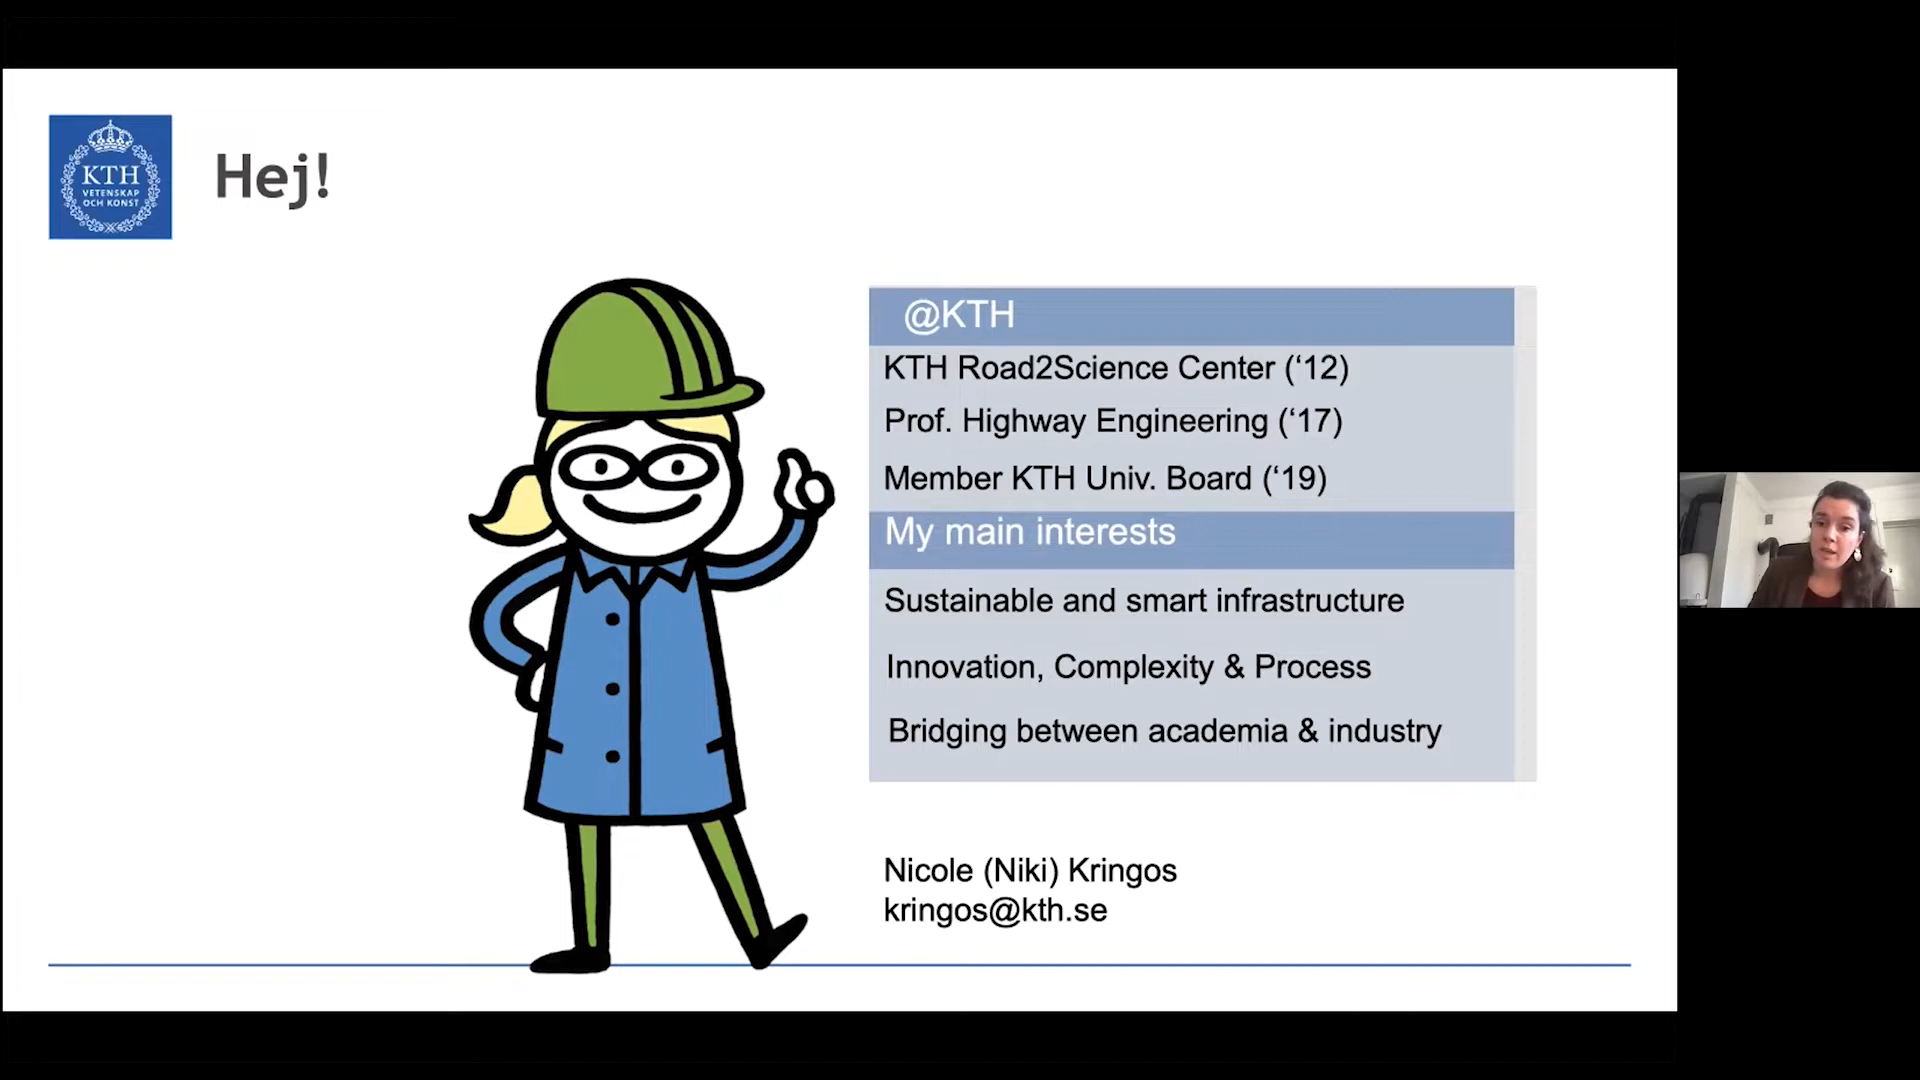 KTH
VETENSKAP
OCH KONST
Hej!
@KTH
KTH Road2Science Center (‘12)
Prof. Highway Engineering (‘17)
Member KTH Univ. Board (‘19)
My main interests
Sustainable and smart infrastructure
Innovation, Complexity & Process
Bridging between academia & industry
Nicole (Niki) Kringos
kringos@kth.se